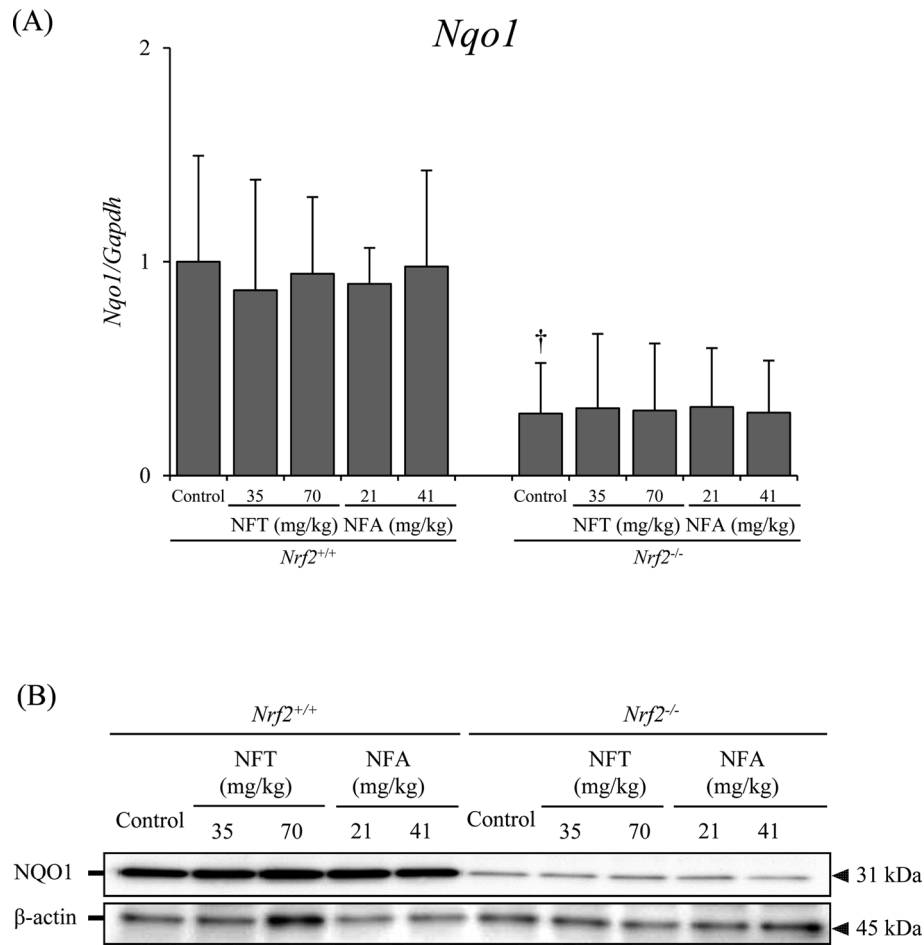 (A)
Nqo1
Nqo1/Gapdh
2
1
0
†
Control 35 70 21 41 Control 35 70 21 41
NFT (mg/kg) NFA (mg/kg) NFT (mg/kg) NFA (mg/kg)
Nrf2+/+ Nrf2-/-
(B)
Nrf2+/+ Nrf2-/-
NFT NFA NFT NFA
(mg/kg) (mg/kg) (mg/kg) (mg/kg)
Control 35 70 21 41 Control 35 70 21 41
NQO1 31 kDa
β-actin 45 kDa